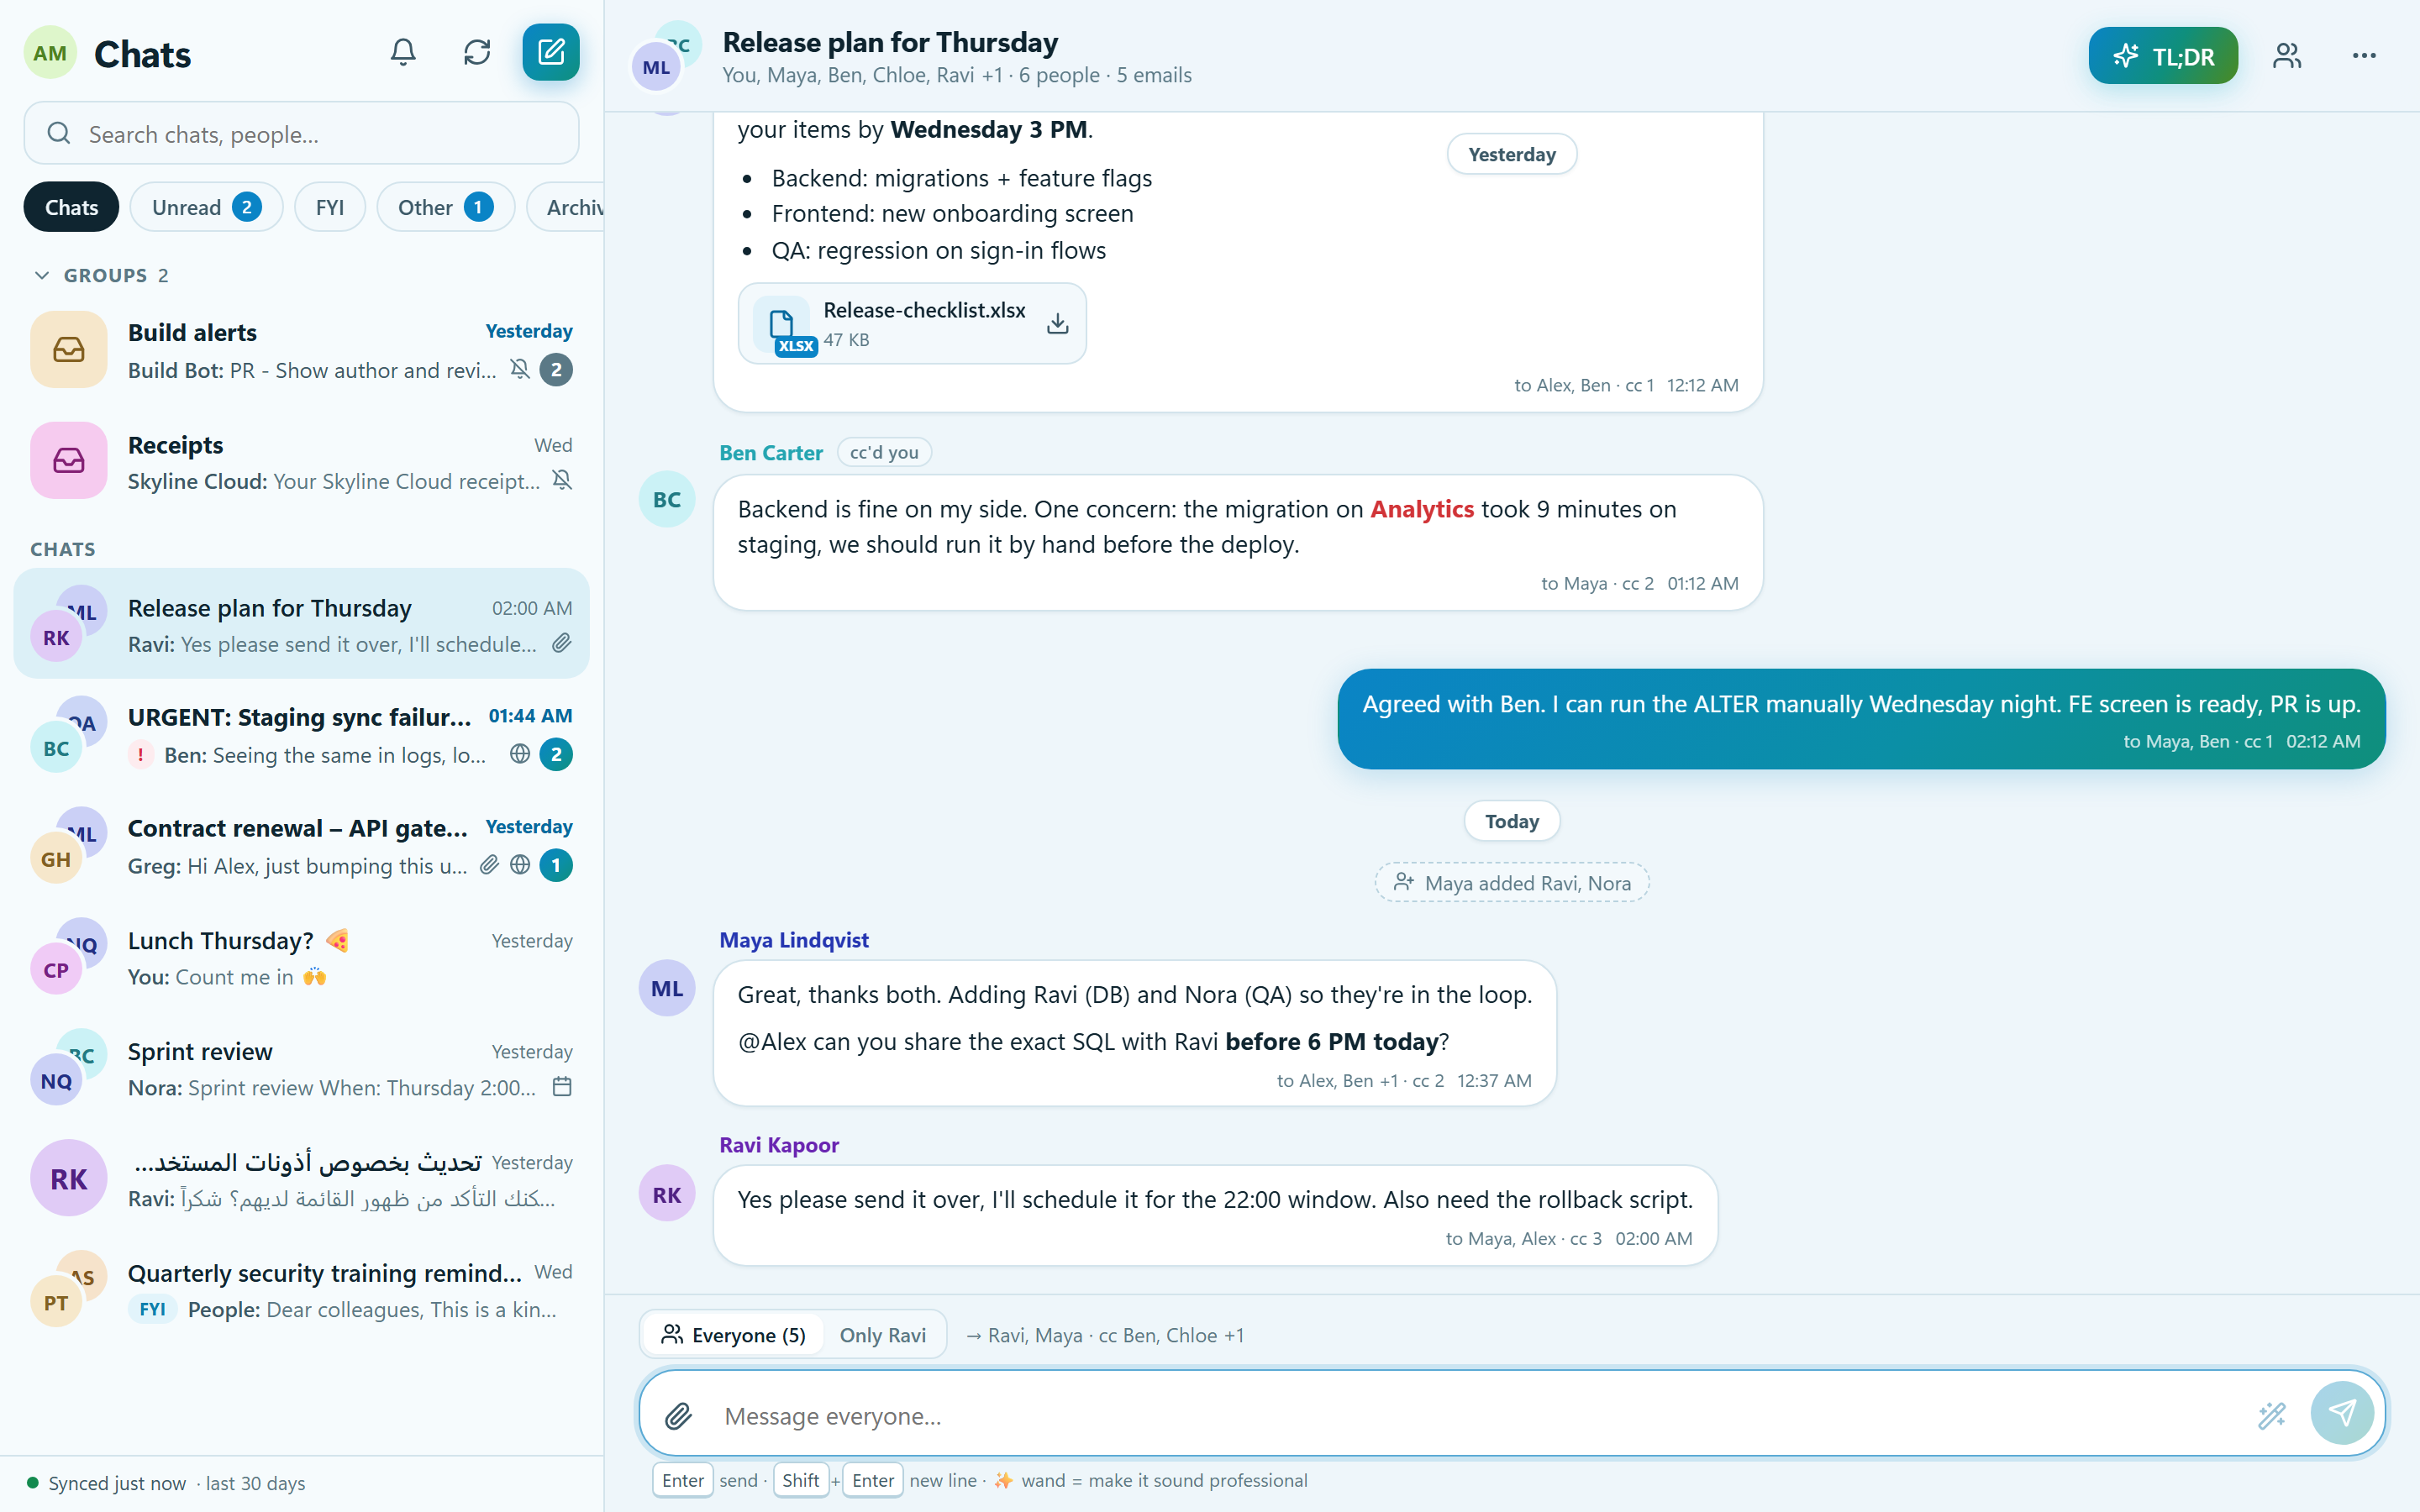 AM Chats
Search chats, people...
Chats Unread 2 FYI Other 1 Archiv
GROUPS 2
Build alerts Yesterday
Build Bot: PR - Show author and revi... 2
Receipts Wed
Skyline Cloud: Your Skyline Cloud receipt...
CHATS
ML RK Release plan for Thursday 02:00 AM
Ravi: Yes please send it over, I'll schedule...
QA BC URGENT: Staging sync failur... 01:44 AM
! Ben: Seeing the same in logs, lo... 2
ML GH Contract renewal – API gate... Yesterday
Greg: Hi Alex, just bumping this u... 1
NQ CP Lunch Thursday? 🍕 Yesterday
You: Count me in 🙌
BC NQ Sprint review Yesterday
Nora: Sprint review When: Thursday 2:00...
RK تحديث بخصوص أذونات المستخد... Yesterday
Ravi: ...كنك التأكد من ظهور القائمة لديهم؟ شكراً
AS PT Quarterly security training remind... Wed
FYI People: Dear colleagues, This is a kin...
Synced just now · last 30 days
BC ML Release plan for Thursday
You, Maya, Ben, Chloe, Ravi +1 · 6 people · 5 emails
TL;DR
your items by Wednesday 3 PM.
Yesterday
• Backend: migrations + feature flags
• Frontend: new onboarding screen
• QA: regression on sign-in flows
Release-checklist.xlsx
XLSX 47 KB
to Alex, Ben · cc 1 12:12 AM
Ben Carter cc'd you
BC
Backend is fine on my side. One concern: the migration on Analytics took 9 minutes on
staging, we should run it by hand before the deploy.
to Maya · cc 2 01:12 AM
Agreed with Ben. I can run the ALTER manually Wednesday night. FE screen is ready, PR is up.
to Maya, Ben · cc 1 02:12 AM
Today
Maya added Ravi, Nora
Maya Lindqvist
ML
Great, thanks both. Adding Ravi (DB) and Nora (QA) so they're in the loop.
@Alex can you share the exact SQL with Ravi before 6 PM today?
to Alex, Ben +1 · cc 2 12:37 AM
Ravi Kapoor
RK
Yes please send it over, I'll schedule it for the 22:00 window. Also need the rollback script.
to Maya, Alex · cc 3 02:00 AM
Everyone (5) Only Ravi → Ravi, Maya · cc Ben, Chloe +1
Message everyone...
Enter send · Shift + Enter new line · ✨ wand = make it sound professional